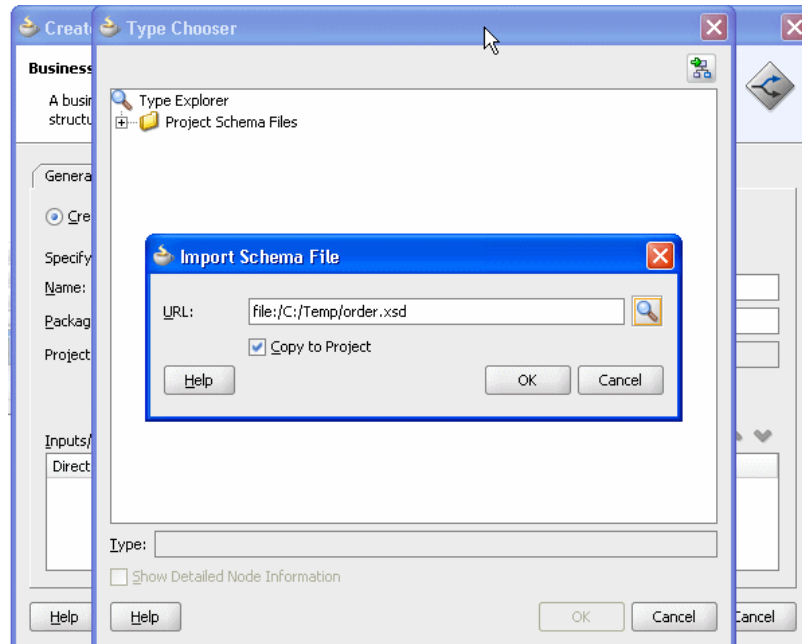 Creat
Type Chooser
Business
A busin
structu
Type Explorer
Project Schema Files
Genera
Cre
Import Schema File
Specify
Name:
URL:
file:/C:/Temp/order.xsd
Packag
Copy to Project
Project
Help
OK
Cancel
Inputs/
Direct
Type:
Show Detailed Node Information
Help
Help
OK
Cancel
Cancel